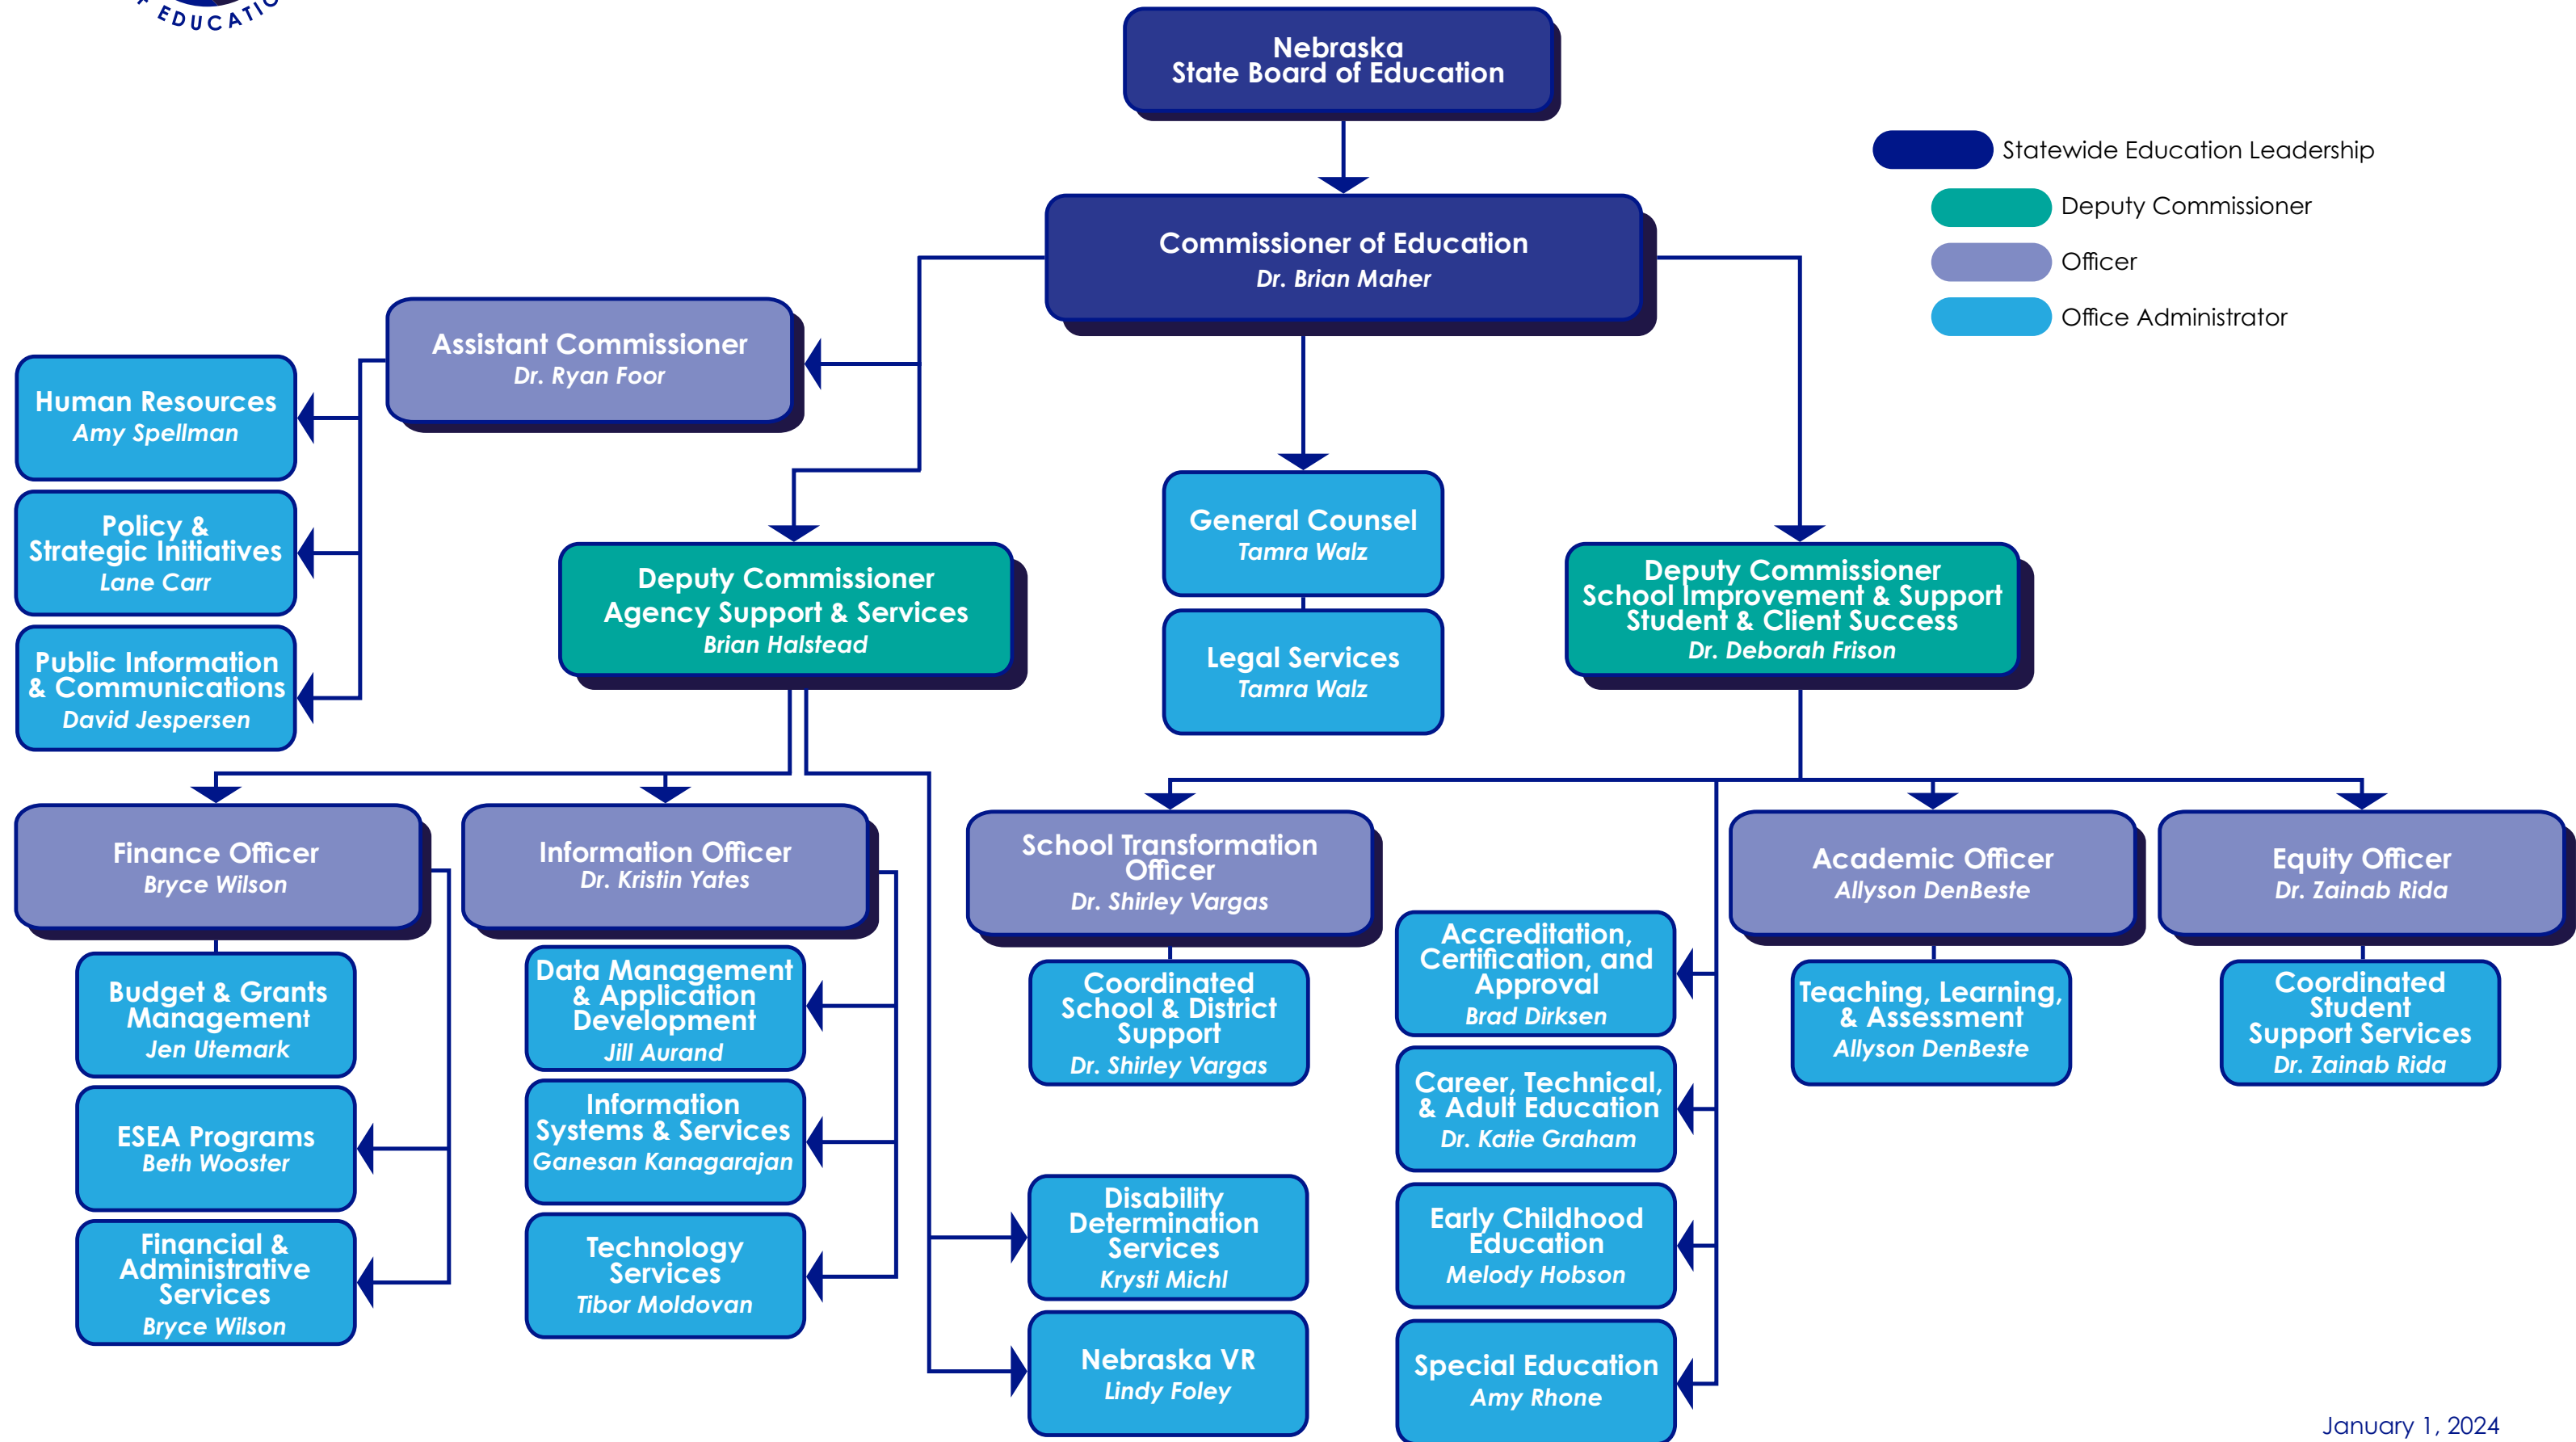 OF EDUCATIO
Nebraska
State Board of Education
Statewide Education Leadership
Deputy Commissioner
Officer
Office Administrator
Commissioner of Education
Dr. Brian Maher
Assistant Commissioner
Dr. Ryan Foor
Human Resources
Amy Spellman
Policy &
Strategic Initiatives
Lane Carr
Public Information
& Communications
David Jespersen
Deputy Commissioner
Agency Support & Services
Brian Halstead
General Counsel
Tamra Walz
Legal Services
Tamra Walz
Deputy Commissioner
School Improvement & Support
Student & Client Success
Dr. Deborah Frison
Finance Officer
Bryce Wilson
Budget & Grants
Management
Jen Utemark
ESEA Programs
Beth Wooster
Financial &
Administrative
Services
Bryce Wilson
Information Officer
Dr. Kristin Yates
Data Management
& Application
Development
Jill Aurand
Information
Systems & Services
Ganesan Kanagarajan
Technology
Services
Tibor Moldovan
School Transformation
Officer
Dr. Shirley Vargas
Coordinated
School & District
Support
Dr. Shirley Vargas
Disability
Determination
Services
Krysti Michl
Nebraska VR
Lindy Foley
Accreditation,
Certification, and
Approval
Brad Dirksen
Career, Technical,
& Adult Education
Dr. Katie Graham
Early Childhood
Education
Melody Hobson
Special Education
Amy Rhone
Academic Officer
Allyson DenBeste
Teaching, Learning,
& Assessment
Allyson DenBeste
Equity Officer
Dr. Zainab Rida
Coordinated
Student
Support Services
Dr. Zainab Rida
January 1, 2024